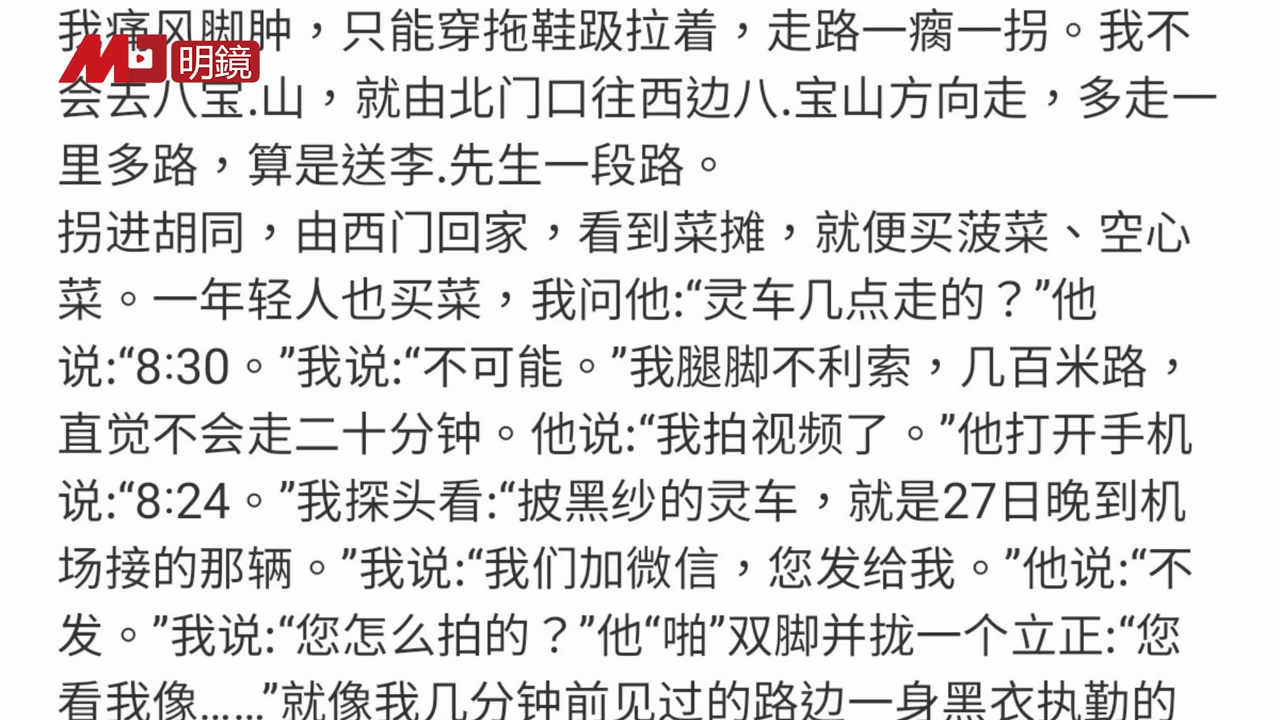 我痛风脚肿，只能穿拖鞋趿拉着，走路一瘸一拐。我不
明鏡
会去八宝.山，就由北门口往西边八.宝山方向走，多走一
里多路，算是送李.先生一段路。
拐进胡同，由西门回家，看到菜摊，就便买菠菜、空心
菜。一年轻人也买菜，我问他:“灵车几点走的？”他
说:“8:30。”我说:“不可能。”我腿脚不利索，几百米路，
直觉不会走二十分钟。他说:“我拍视频了。”他打开手机
说:“8:24。”我探头看:“披黑纱的灵车，就是27日晚到机
场接的那辆。”我说:“我们加微信，您发给我。”他说:“不
发。”我说:“您怎么拍的？”他“啪”双脚并拢一个立正:“您
看我像……”就像我几分钟前见过的路边一身黑衣执勤的